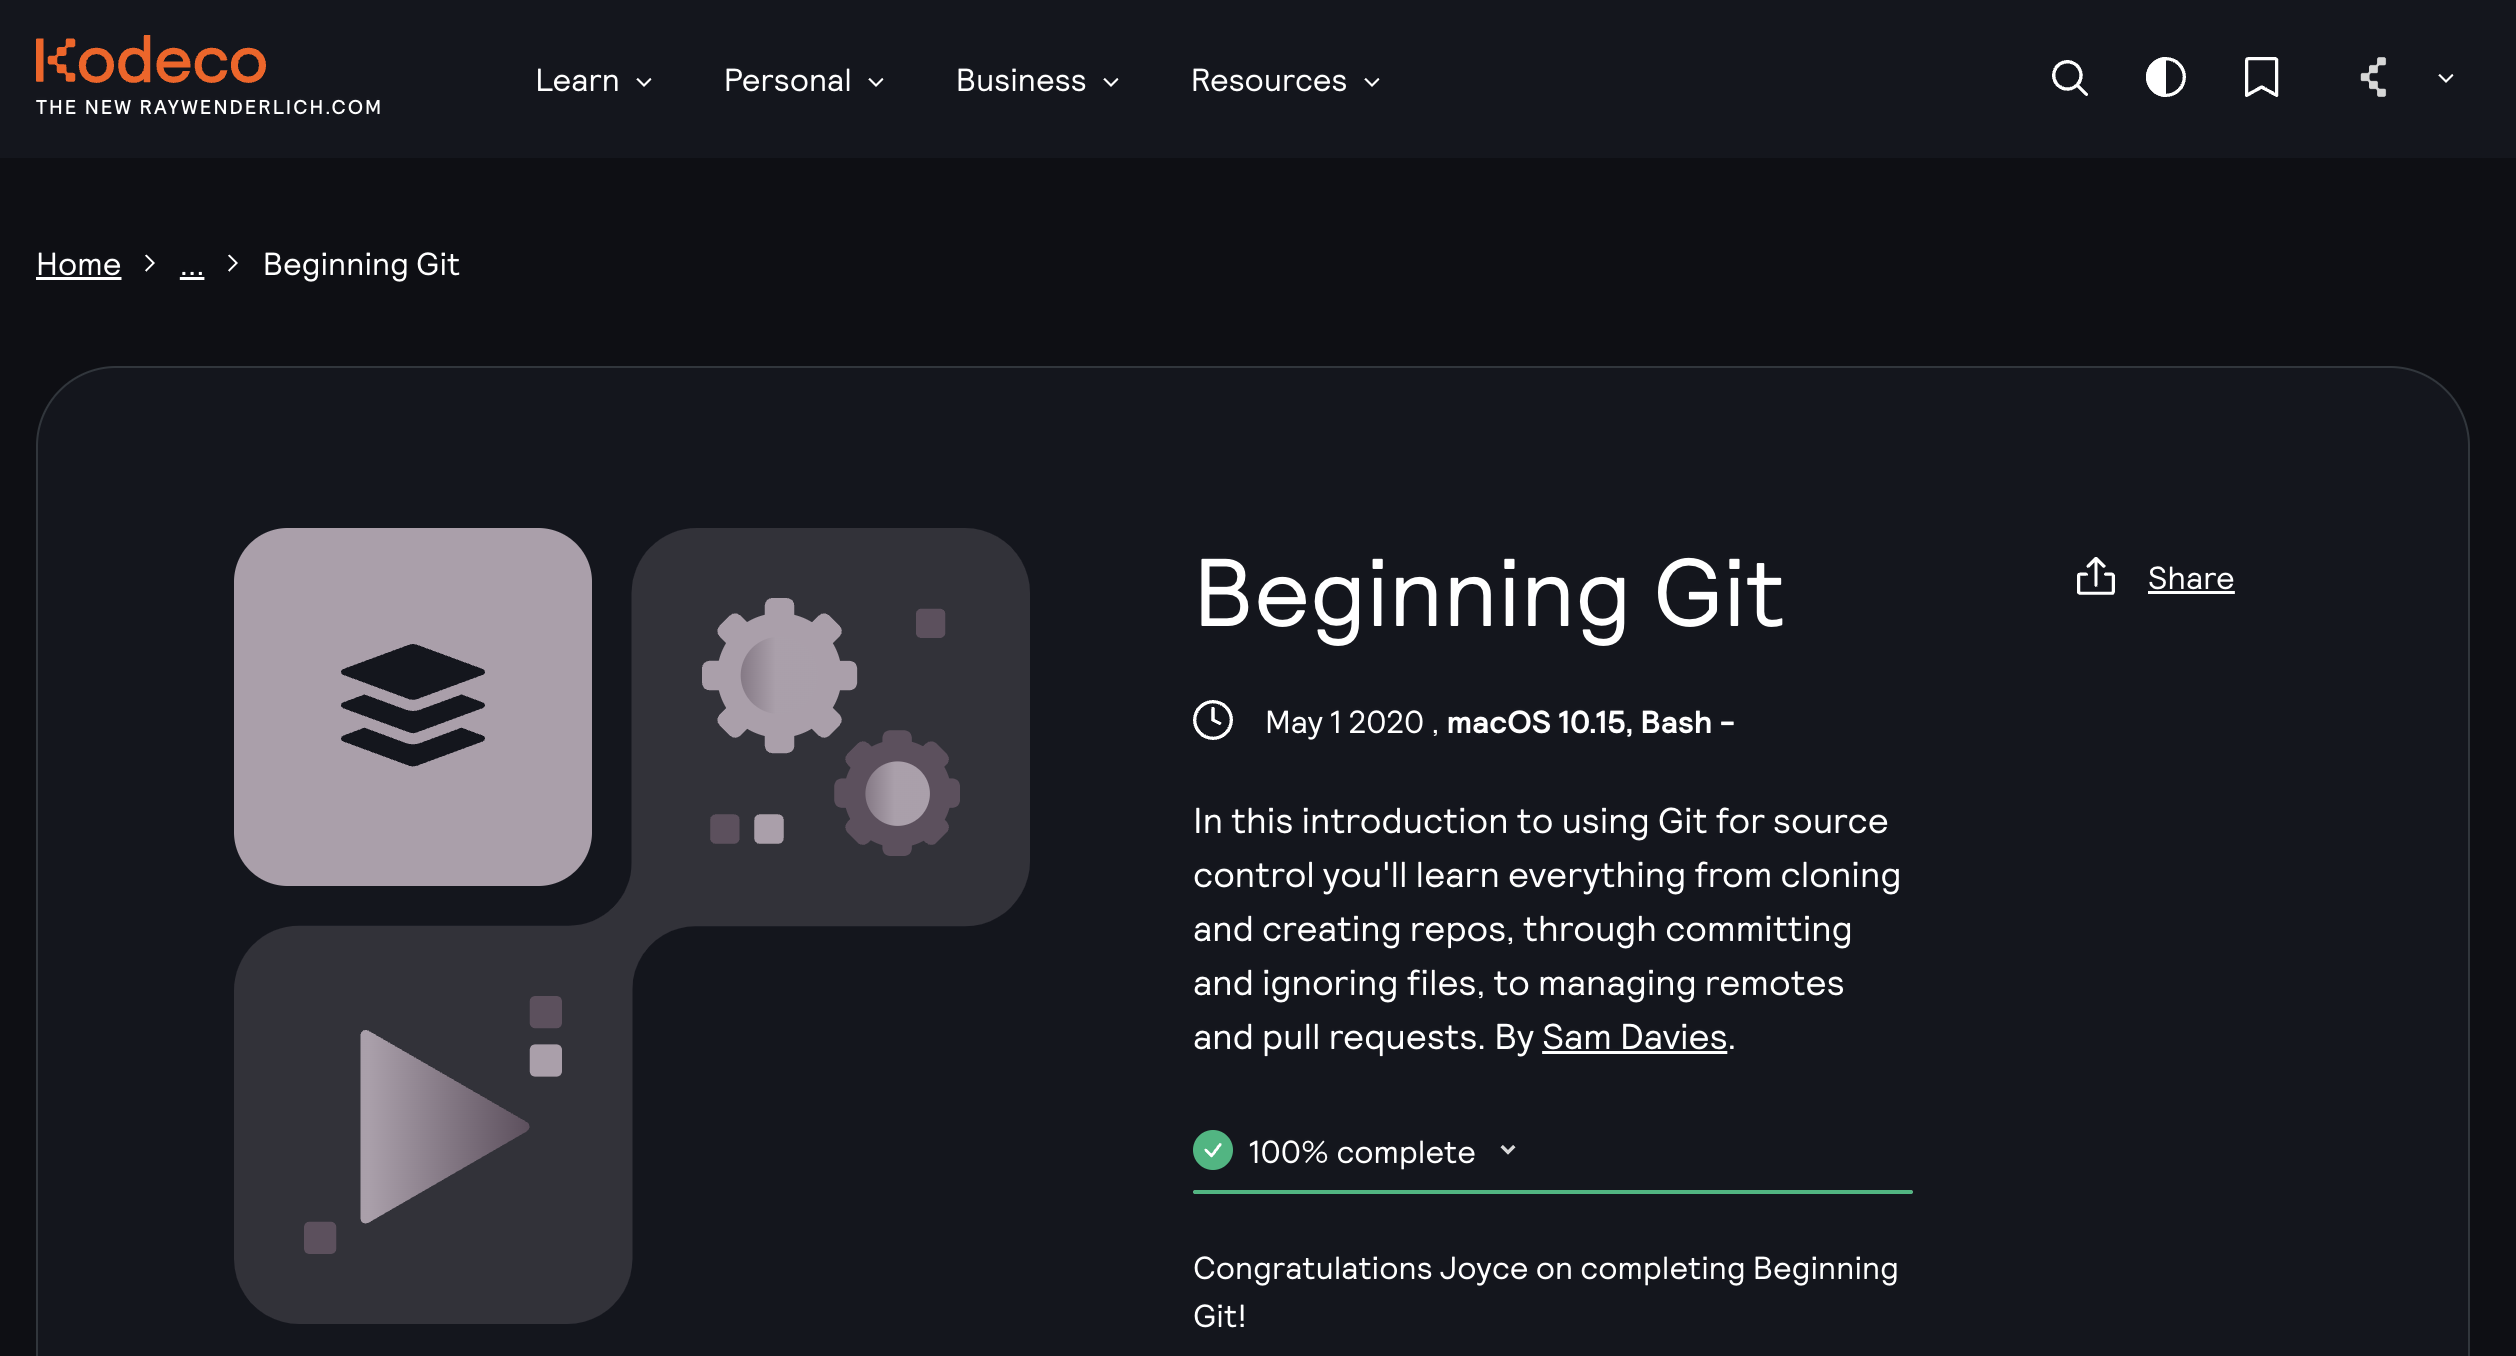 Kodeco
THE NEW RAYWENDERLICH.COM
Learn
Personal
Business
Resources
Home > ... > Beginning Git
Beginning Git
Share
May 1 2020 , macOS 10.15, Bash –
In this introduction to using Git for source
control you'll learn everything from cloning
and creating repos, through committing
and ignoring files, to managing remotes
and pull requests. By Sam Davies.
100% complete
Congratulations Joyce on completing Beginning
Git!